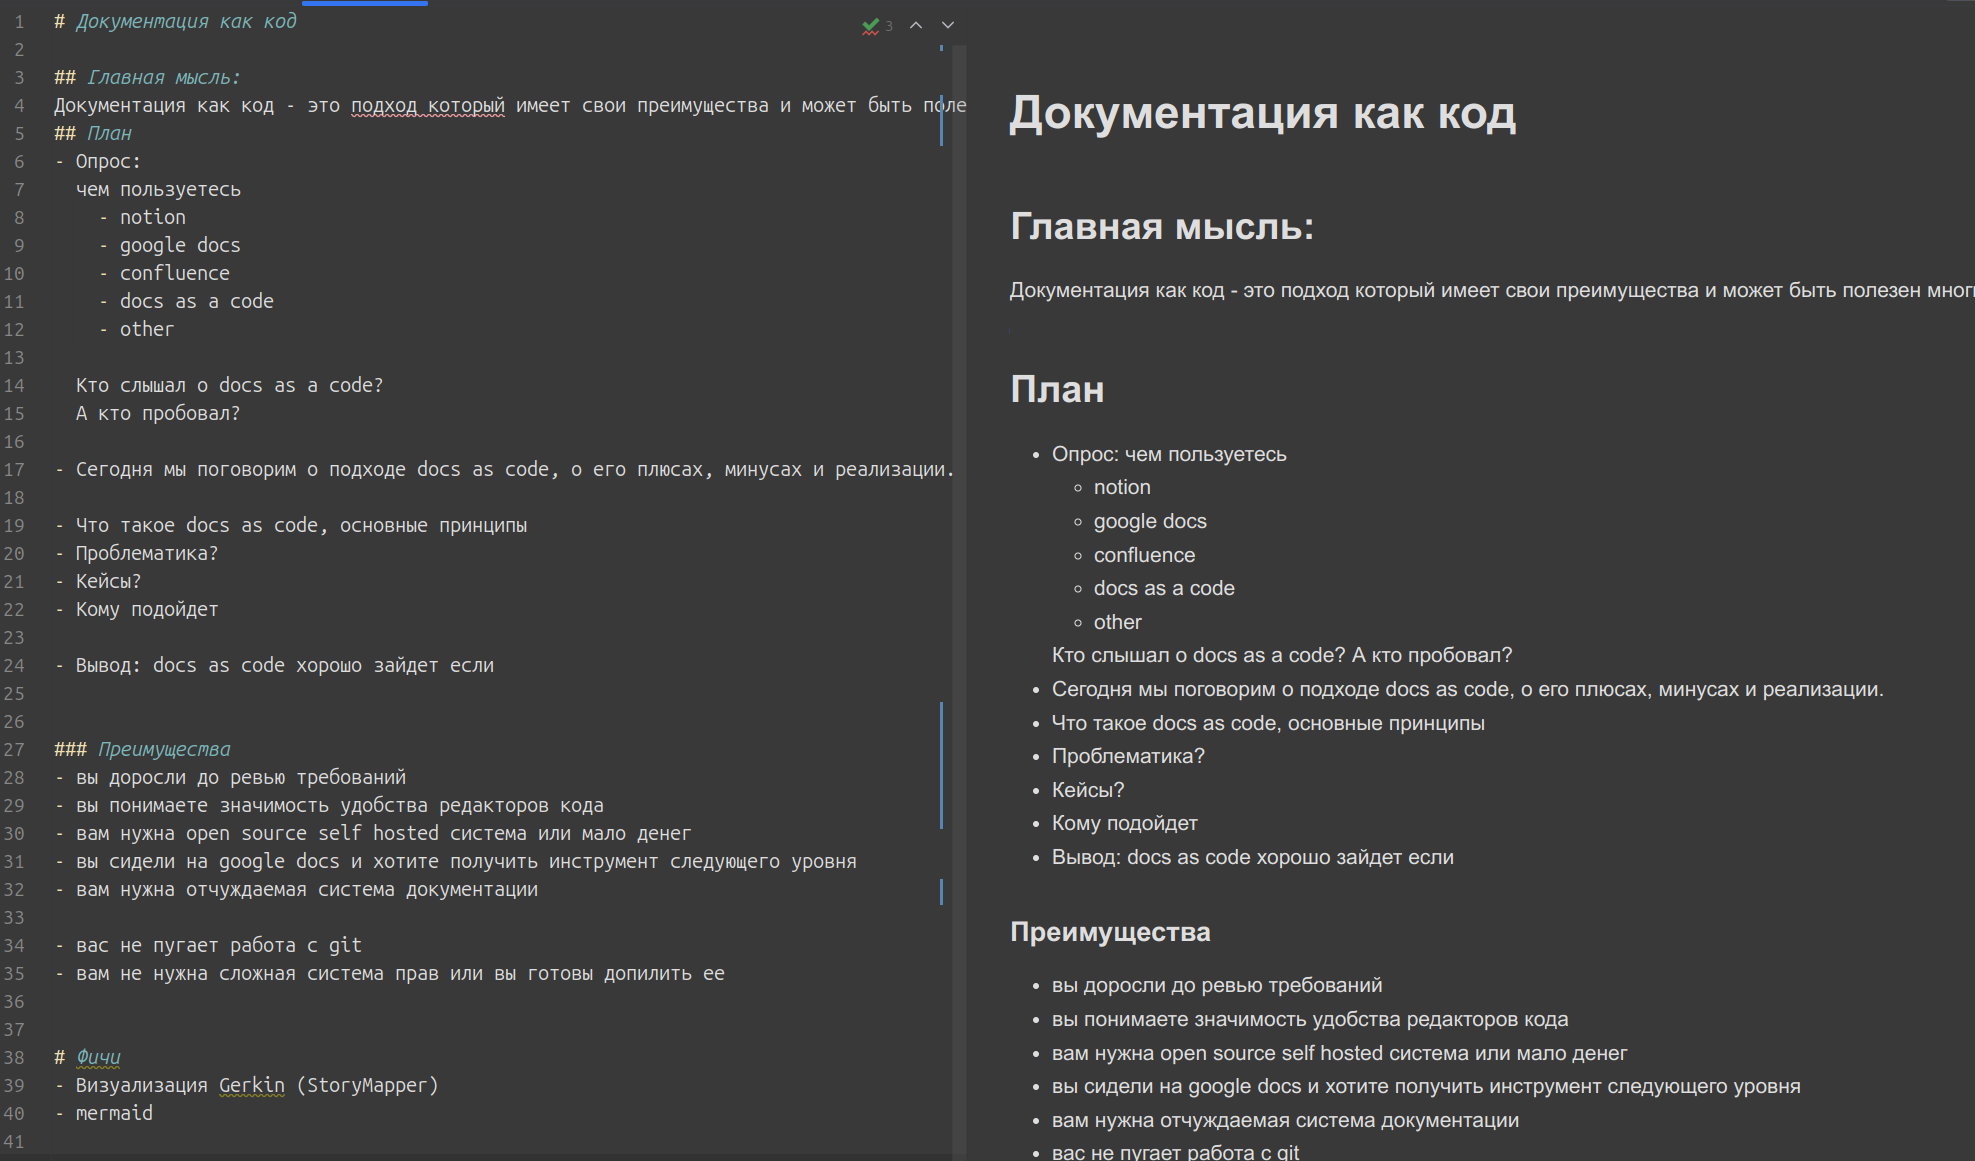 1 # Документация как код
3
2
3 ## Главная мысль:
4 Документация как код - это подход который имеет свои преимущества и может быть поле
5 ## План
6 - Опрос:
7 чем пользуетесь
8 - notion
9 - google docs
10 - confluence
11 - docs as a code
12 - other
13
14 Кто слышал о docs as a code?
15 А кто пробовал?
16
17 - Сегодня мы поговорим о подходе docs as code, о его плюсах, минусах и реализации.
18
19 - Что такое docs as code, основные принципы
20 - Проблематика?
21 - Кейсы?
22 - Кому подойдет
23
24 - Вывод: docs as code хорошо зайдет если
25
26
27 ### Преимущества
28 - вы доросли до ревью требований
29 - вы понимаете значимость удобства редакторов кода
30 - вам нужна open source self hosted система или мало денег
31 - вы сидели на google docs и хотите получить инструмент следующего уровня
32 - вам нужна отчуждаемая система документации
33
34 - вас не пугает работа с git
35 - вам не нужна сложная система прав или вы готовы допилить ее
36
37
38 # Фичи
39 - Визуализация Gerkin (StoryMapper)
40 - mermaid
41
Документация как код
Главная мысль:
Документация как код - это подход который имеет свои преимущества и может быть полезен мног
План
• Опрос: чем пользуетесь
◦ notion
◦ google docs
◦ confluence
◦ docs as a code
◦ other
Кто слышал о docs as a code? А кто пробовал?
• Сегодня мы поговорим о подходе docs as code, о его плюсах, минусах и реализации.
• Что такое docs as code, основные принципы
• Проблематика?
• Кейсы?
• Кому подойдет
• Вывод: docs as code хорошо зайдет если
Преимущества
• вы доросли до ревью требований
• вы понимаете значимость удобства редакторов кода
• вам нужна open source self hosted система или мало денег
• вы сидели на google docs и хотите получить инструмент следующего уровня
• вам нужна отчуждаемая система документации
• вас не пугает работа с git